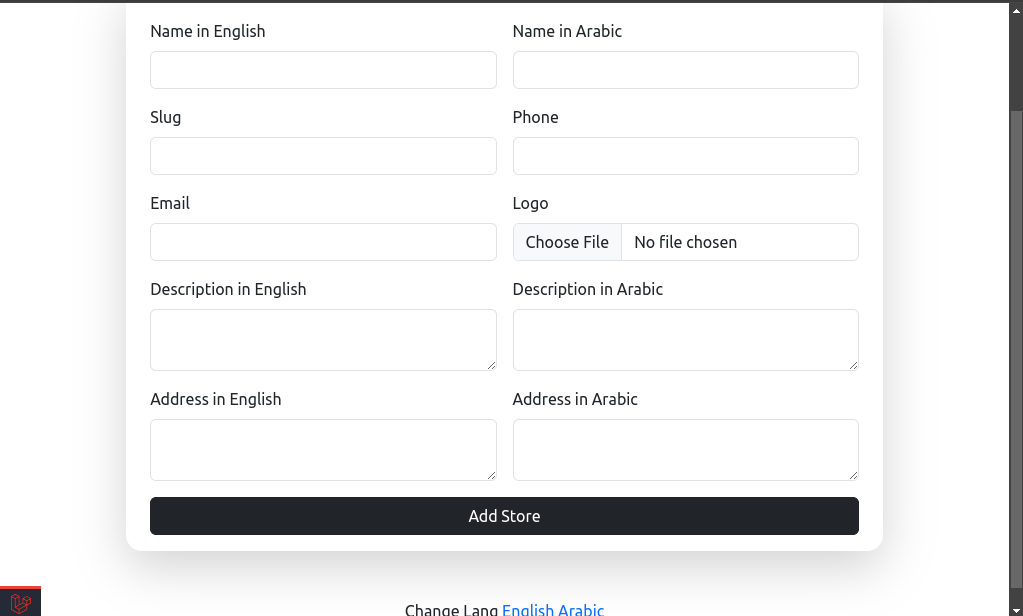 Name in English
Name in Arabic
Slug
Phone
Email
Logo
Choose File No file chosen
Description in English
Description in Arabic
Address in English
Address in Arabic
Add Store
Change Lang English Arabic